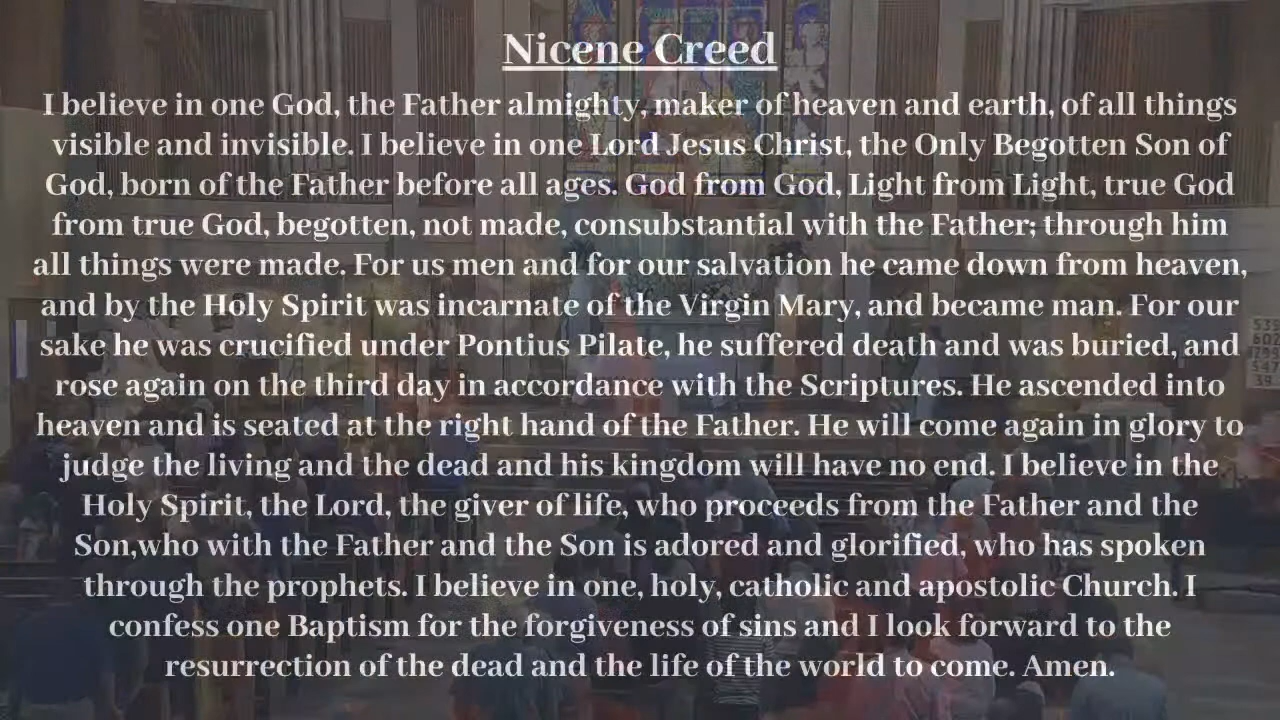 Nicene Creed
I believe in one God, the Father almighty, maker of heaven and earth, of all things
visible and invisible. I believe in one Lord Jesus Christ, the Only Begotten Son of
God, born of the Father before all ages. God from God, Light from Light, true God
from true God, begotten, not made, consubstantial with the Father; through him
all things were made. For us men and for our salvation he came down from heaven,
and by the Holy Spirit was incarnate of the Virgin Mary, and became man. For our
sake he was crucified under Pontius Pilate, he suffered death and was buried, and
rose again on the third day in accordance with the Scriptures. He ascended into
heaven and is seated at the right hand of the Father. He will come again in glory to
judge the living and the dead and his kingdom will have no end. I believe in the
Holy Spirit, the Lord, the giver of life, who proceeds from the Father and the
Son,who with the Father and the Son is adored and glorified, who has spoken
through the prophets. I believe in one, holy, catholic and apostolic Church. I
confess one Baptism for the forgiveness of sins and I look forward to the
resurrection of the dead and the life of the world to come. Amen.